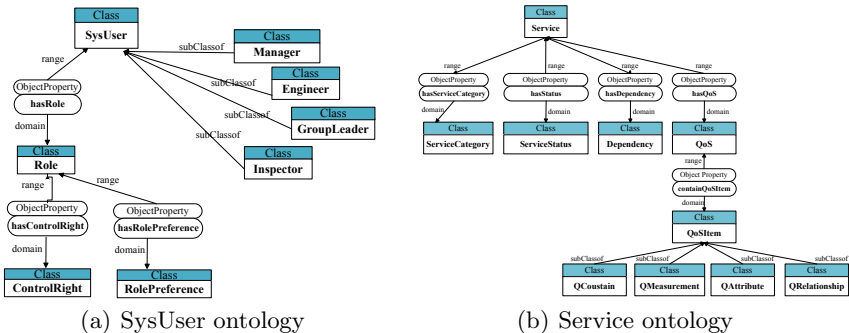 Class
SysUser
range
subClassof
Class
Manager
ObjectProperty
hasRole
subClassof
Class
Engineer
domain
subClassof
Class
GroupLeader
Class
Role
subClassof
Class
Inspector
range
range
ObjectProperty
hasControlRight
ObjectProperty
hasRolePreference
domain
domain
Class
ControlRight
Class
RolePreference
(a) SysUser ontology
Class
Service
range
range
range
range
ObjectProperty
hasServiceCategory
ObjectProperty
hasStatus
ObjectProperty
hasDependency
ObjectProperty
hasQoS
domain
domain
domain
domain
Class
ServiceCategory
Class
ServiceStatus
Class
Dependency
Class
QoS
range
Object Property
containQoSItem
domain
Class
QoSItem
subClassof
subClassof
subClassof
subClassof
Class
QCoustain
Class
QMeasurement
Class
QAttribute
Class
QRelationship
(b) Service ontology